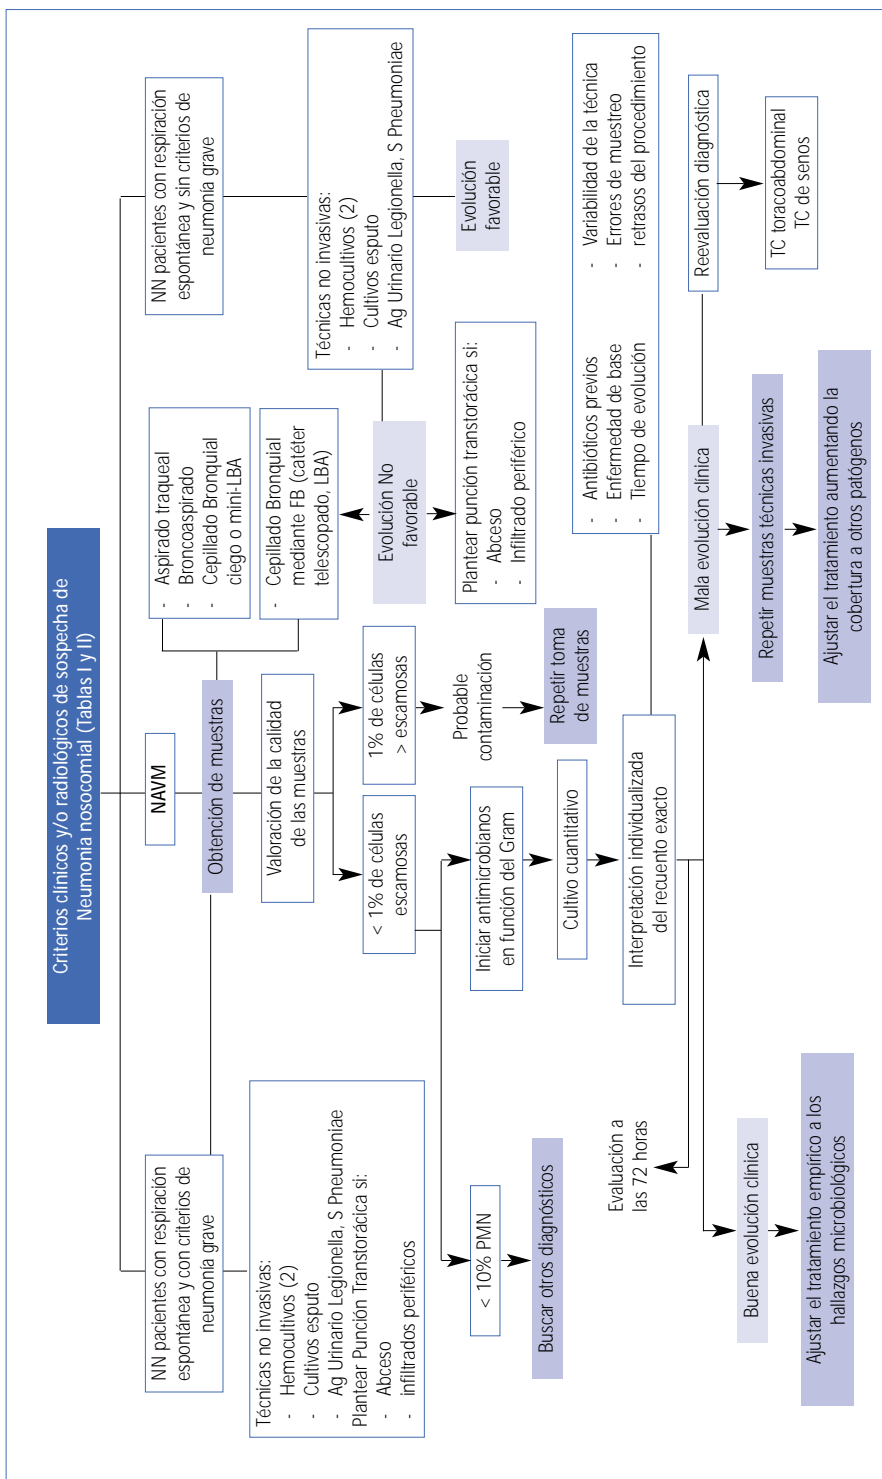 Criterios clínicos y/o radiológicos de sospecha de
Neumonía nosocomial (Tablas I y II)
NN pacientes con respiración
espontánea y con criterios de
neumonía grave
NAVM
NN pacientes con respiración
espontánea y sin criterios de
neumonía grave
Técnicas no invasivas:
- Hemocultivos (2)
- Cultivos esputo
- Ag Urinario Legionella, S Pneumoniae
Plantear Punción Transtorácica si:
- Abceso
- infiltrados periféricos
Obtención de muestras
- Aspirado traqueal
- Broncoaspirado
- Cepillado Bronquial
ciego o mini-LBA
- Cepillado Bronquial
mediante FB (catéter
telescopado, LBA)
Técnicas no invasivas:
- Hemocultivos (2)
- Cultivos esputo
- Ag Urinario Legionella, S Pneumoniae
Valoración de la calidad
de las muestras
Evolución No
favorable
Evolución
favorable
< 1% de células
escamosas
1% de células
> escamosas
Plantear punción transtorácica si:
- Abceso
- Infiltrado periférico
Probable
contaminación
Repetir toma
de muestras
< 10% PMN
Iniciar antimicrobianos
en función del Gram
Buscar otros diagnósticos
Cultivo cuantitativo
Interpretación individualizada
del recuento exacto
- Antibióticos previos
- Enfermedad de base
- Tiempo de evolución
- Variabilidad de la técnica
- Errores de muestreo
- retrasos del procedimiento
Evaluación a
las 72 horas
Buena evolución clínica
Mala evolución clínica
Reevaluación diagnóstica
Ajustar el tratamiento empírico a los
hallazgos microbiológicos
Repetir muestras técnicas invasivas
TC toracoabdominal
TC de senos
Ajustar el tratamiento aumentando la
cobertura a otros patógenos